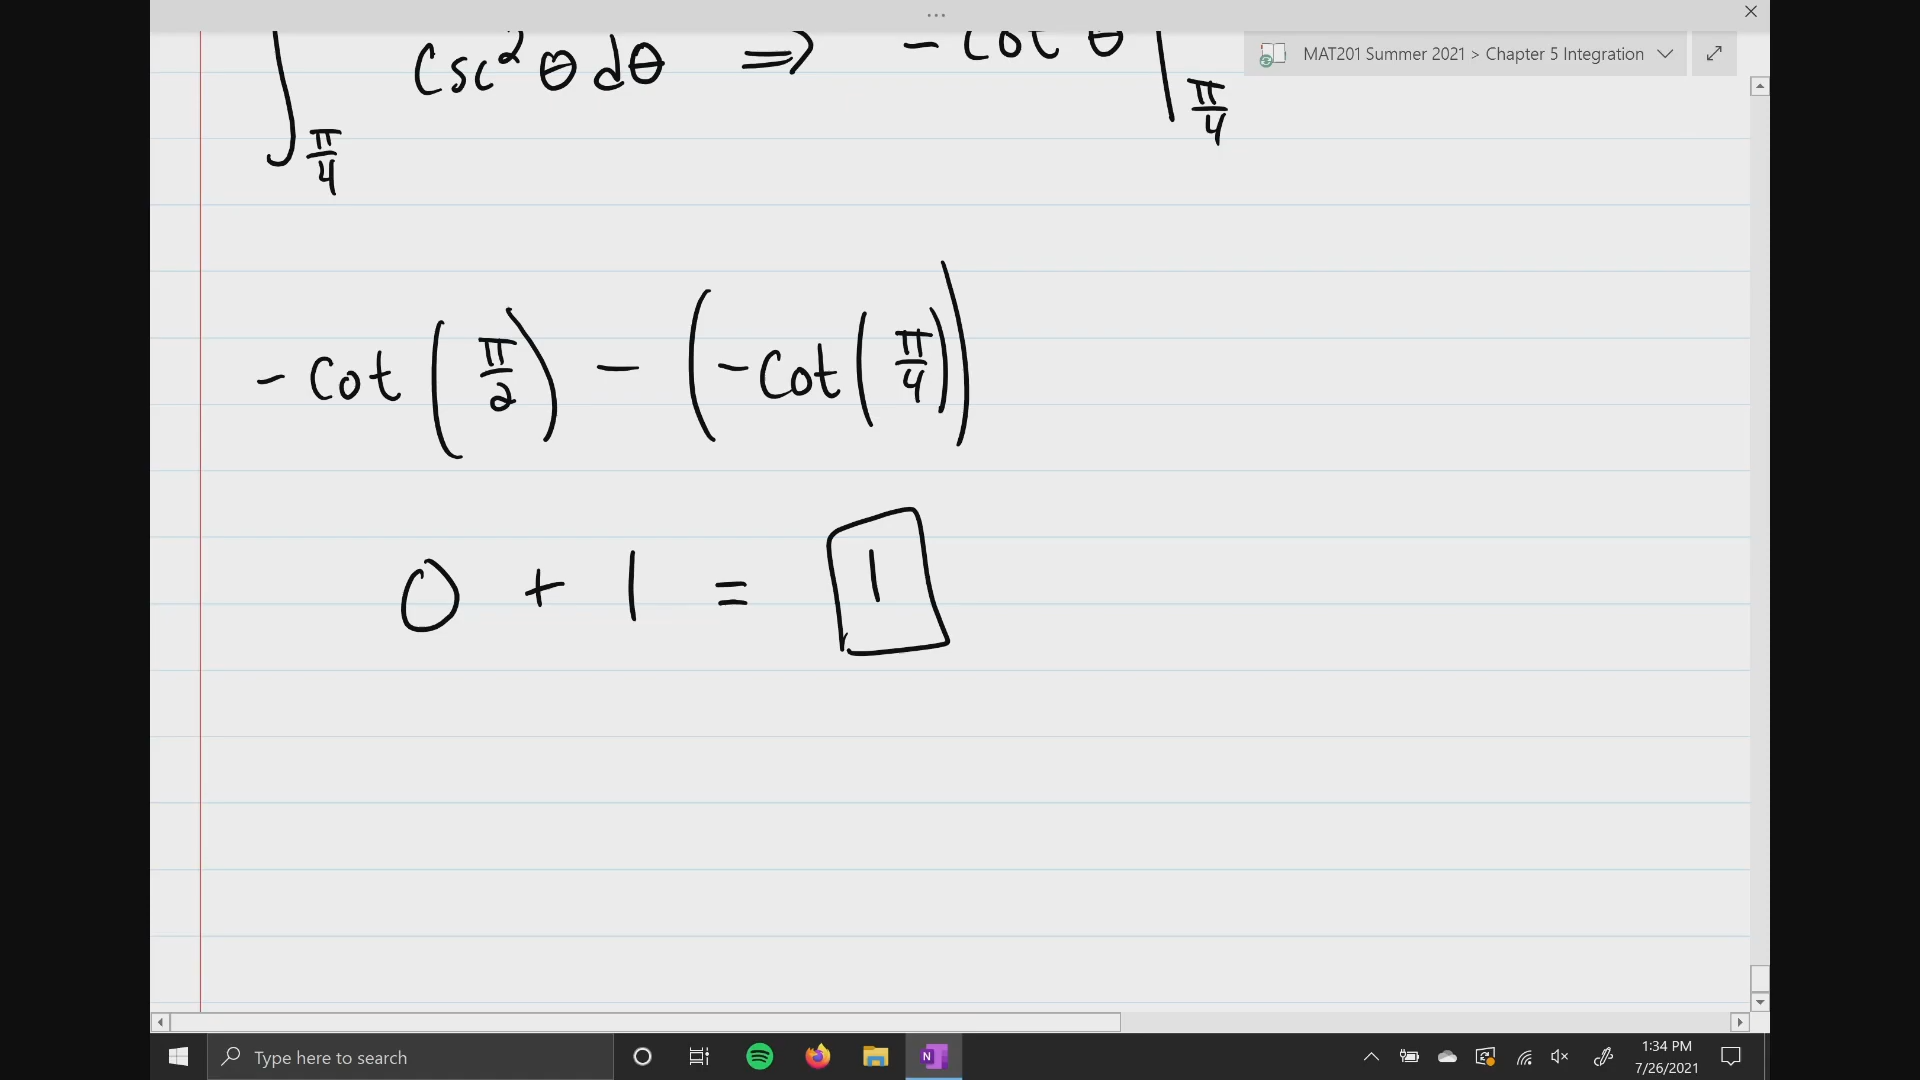 ...
MAT201 Summer 2021 > Chapter 5 Integration
∫ π/4 csc² θ dθ ⇒ - cot θ | π/4
- cot (π/2) - (- cot (π/4))
0 + 1 = 1
Type here to search
N
1:34 PM
7/26/2021